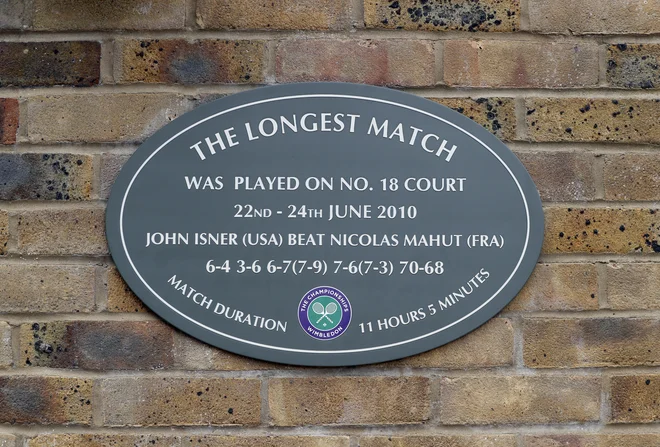 THE LONGEST MATCH
WAS PLAYED ON NO. 18 COURT
22ND - 24TH JUNE 2010
JOHN ISNER (USA) BEAT NICOLAS MAHUT (FRA)
6-4 3-6 6-7(7-9) 7-6(7-3) 70-68
MATCH DURATION
THE CHAMPIONSHIPS
WIMBLEDON
11 HOURS 5 MINUTES